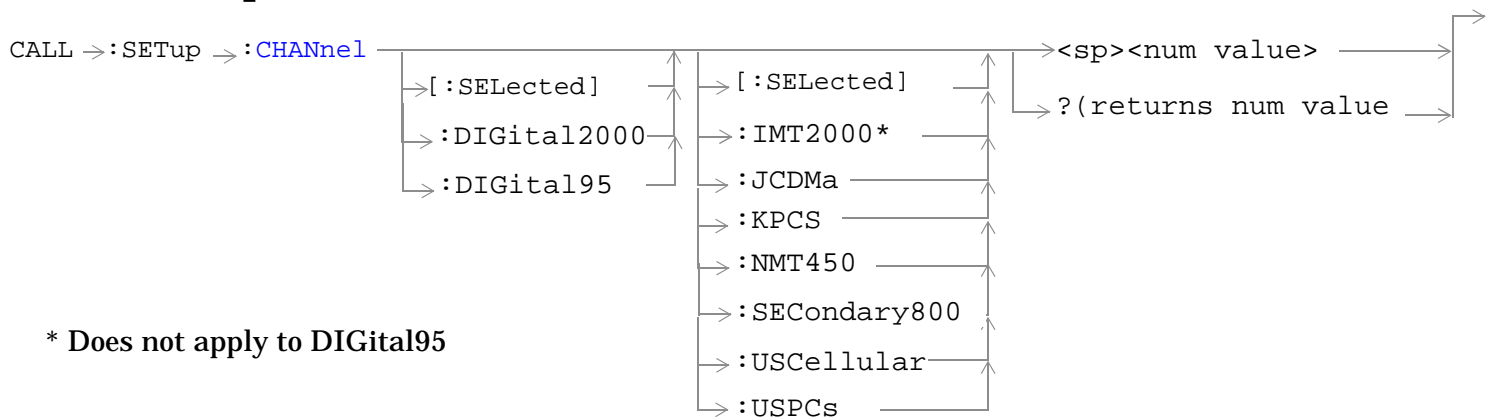 CALL :SETup :CHANnel <sp><num value>
[:SELected] [:SELected] ?(returns num value
:DIGital2000 :IMT2000*
:DIGital95 :JCDMa
:KPCS
:NMT450
:SECondary800
* Does not apply to DIGital95
:USCellular
:USPCs